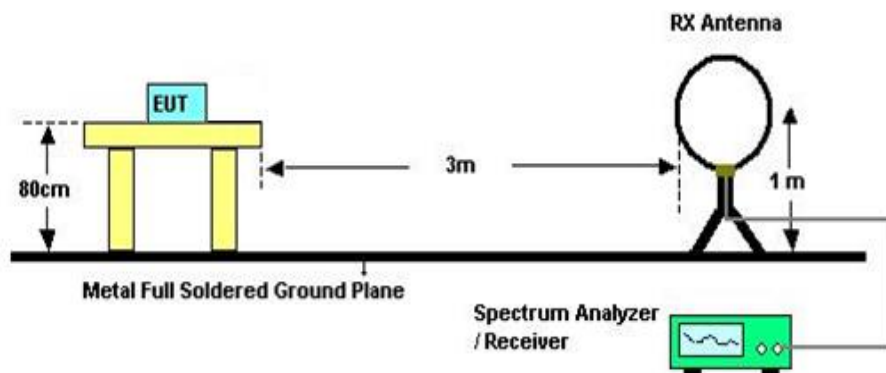 RX Antenna
EUT
3m
80cm
1 m
Metal Full Soldered Ground Plane
Spectrum Analyzer
/ Receiver